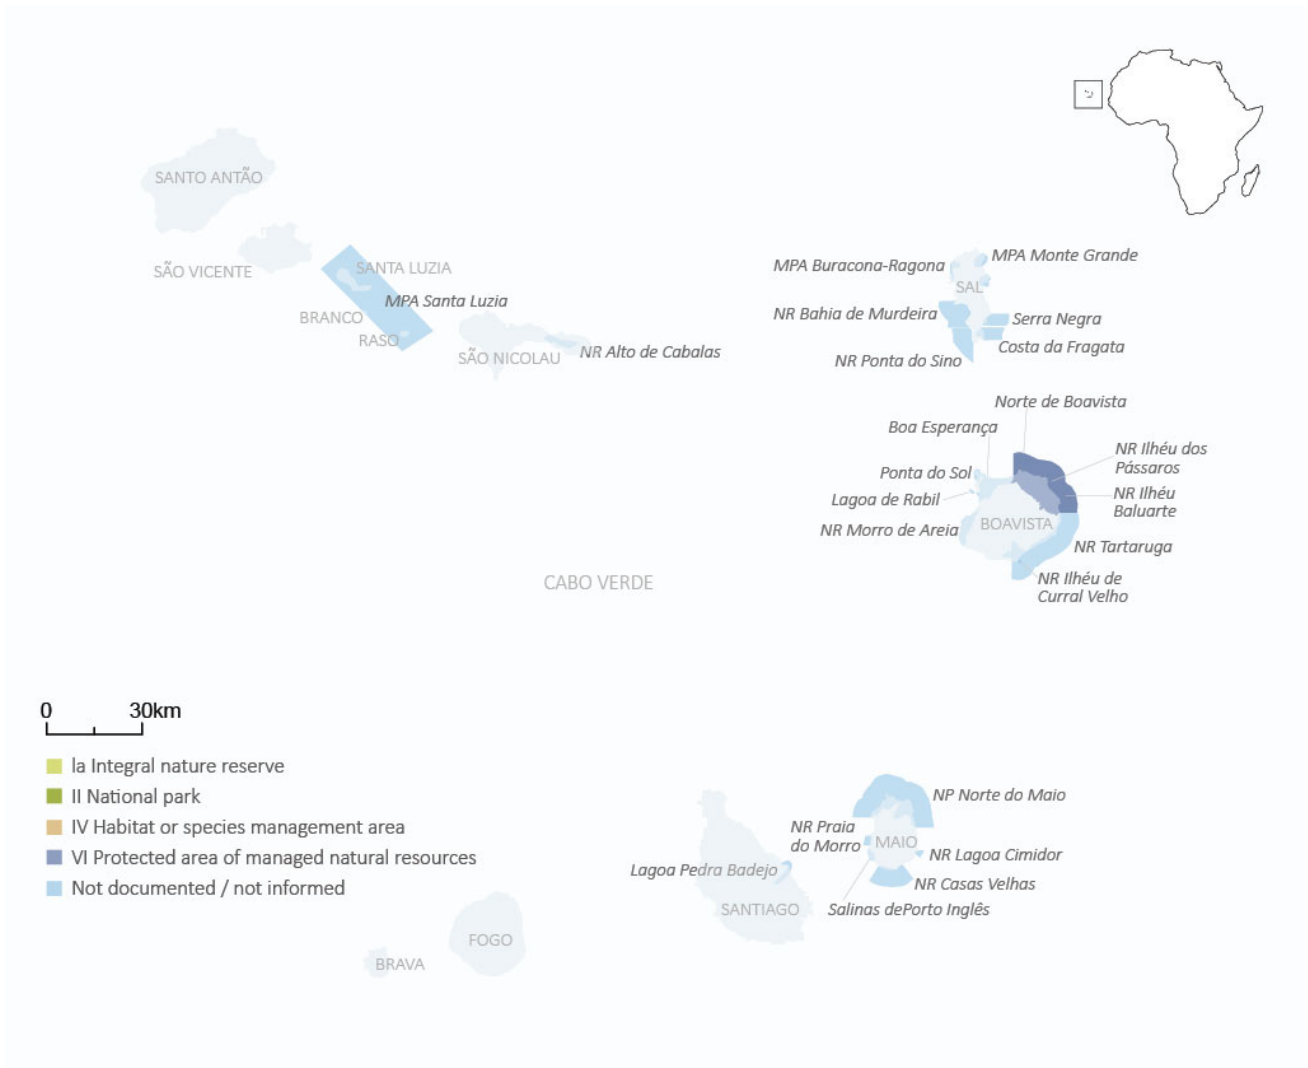 SANTO ANTÃO
SÃO VICENTE
SANTA LUZIA
MPA Santa Luzia
BRANCO
RASO
SÃO NICOLAU
NR Alto de Cabalas
MPA Buracona-Ragona
MPA Monte Grande
SAL
NR Bahia de Murdeira
Serra Negra
Costa da Fragata
NR Ponta do Sino
Norte de Boavista
Boa Esperança
NR Ilhéu dos
Pássaros
Ponta do Sol
NR Ilhéu
Baluarte
Lagoa de Rabil
BOAVISTA
NR Morro de Areia
NR Tartaruga
NR Ilhéu de
Curral Velho
CABO VERDE
0 30km
la Integral nature reserve
II National park
IV Habitat or species management area
VI Protected area of managed natural resources
Not documented / not informed
NP Norte do Maio
NR Praia
do Morro
MAIO
NR Lagoa Cimidor
Lagoa Pedra Badejo
NR Casas Velhas
SANTIAGO
Salinas dePorto Inglês
FOGO
BRAVA